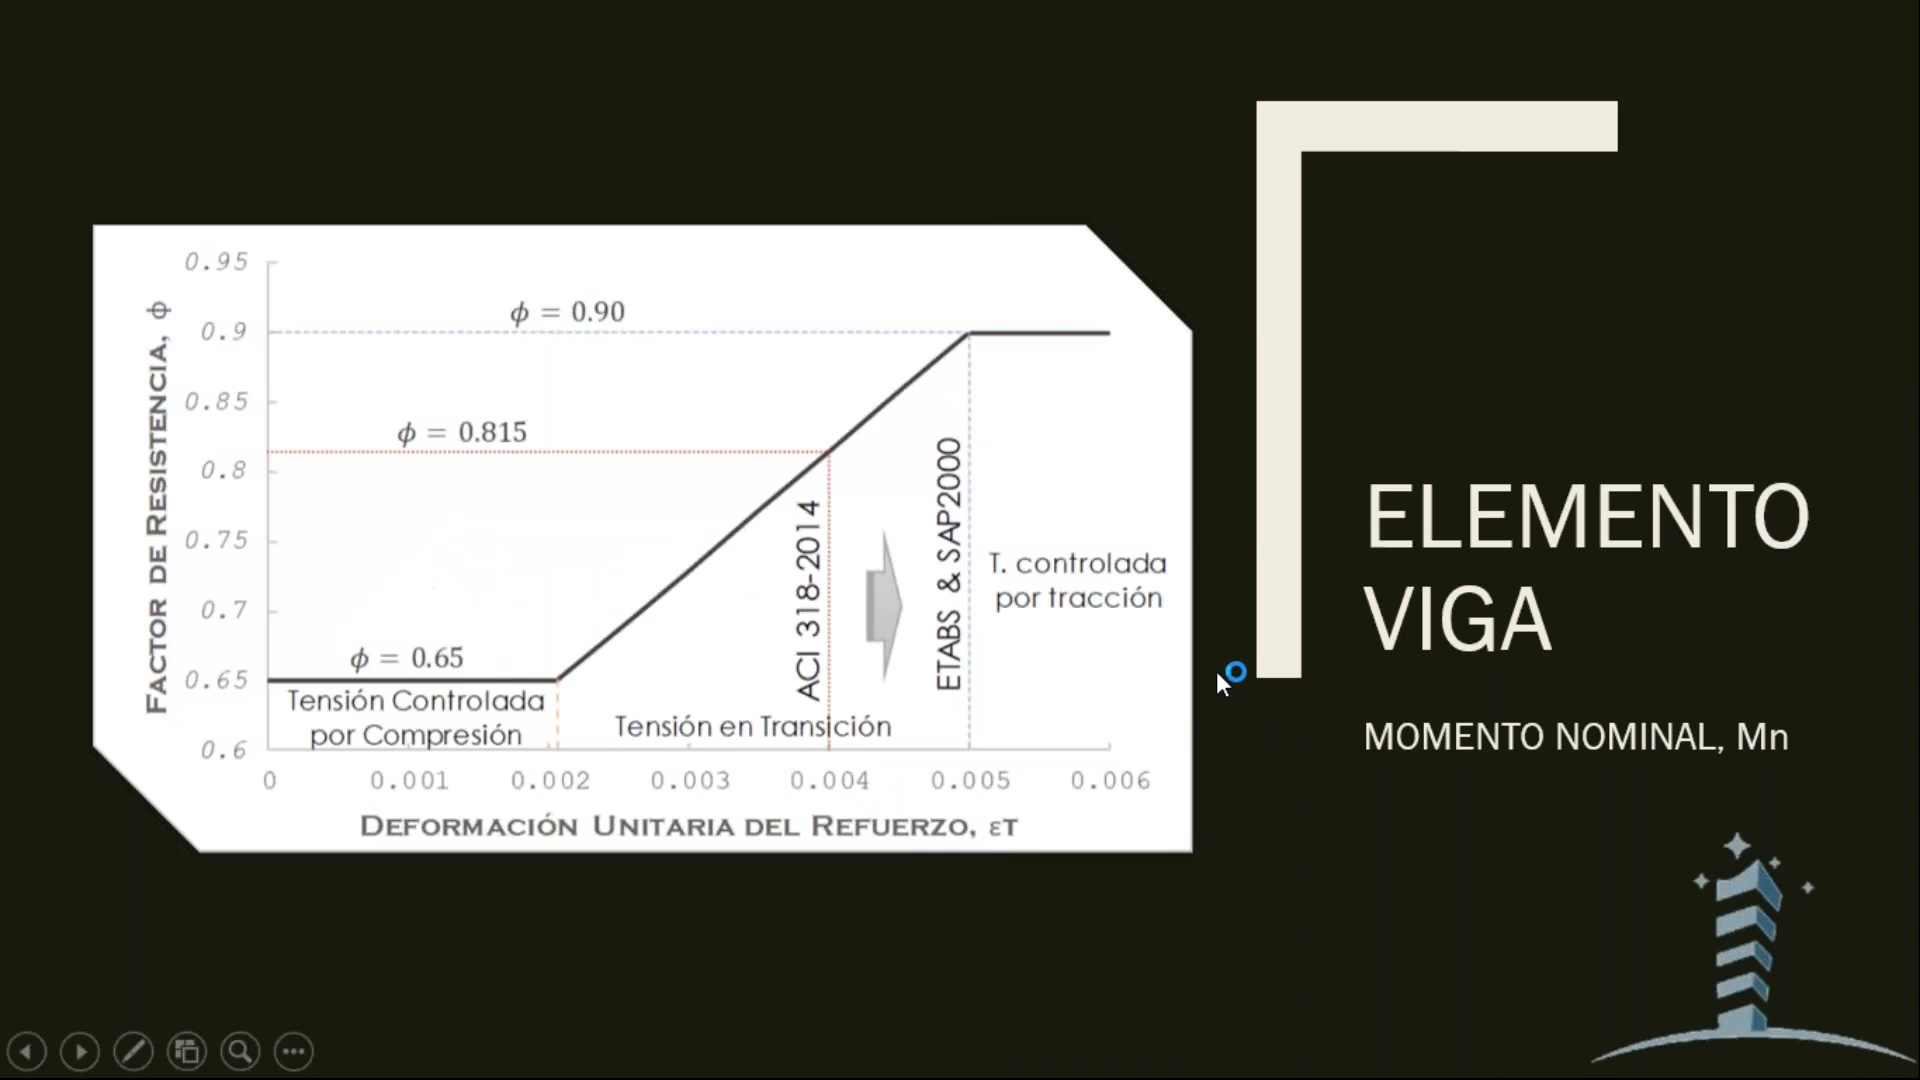 FACTOR DE RESISTENCIA, ϕ
0.95
0.9
0.85
0.8
0.75
0.7
0.65
0.6
ϕ = 0.90
ϕ = 0.815
ϕ = 0.65
Tensión Controlada
por Compresión
Tensión en Transición
ACI 318-2014
ETABS & SAP2000
T. controlada
por tracción
0
0.001
0.002
0.003
0.004
0.005
0.006
DEFORMACIÓN UNITARIA DEL REFUERZO, εT
ELEMENTO
VIGA
MOMENTO NOMINAL, Mn